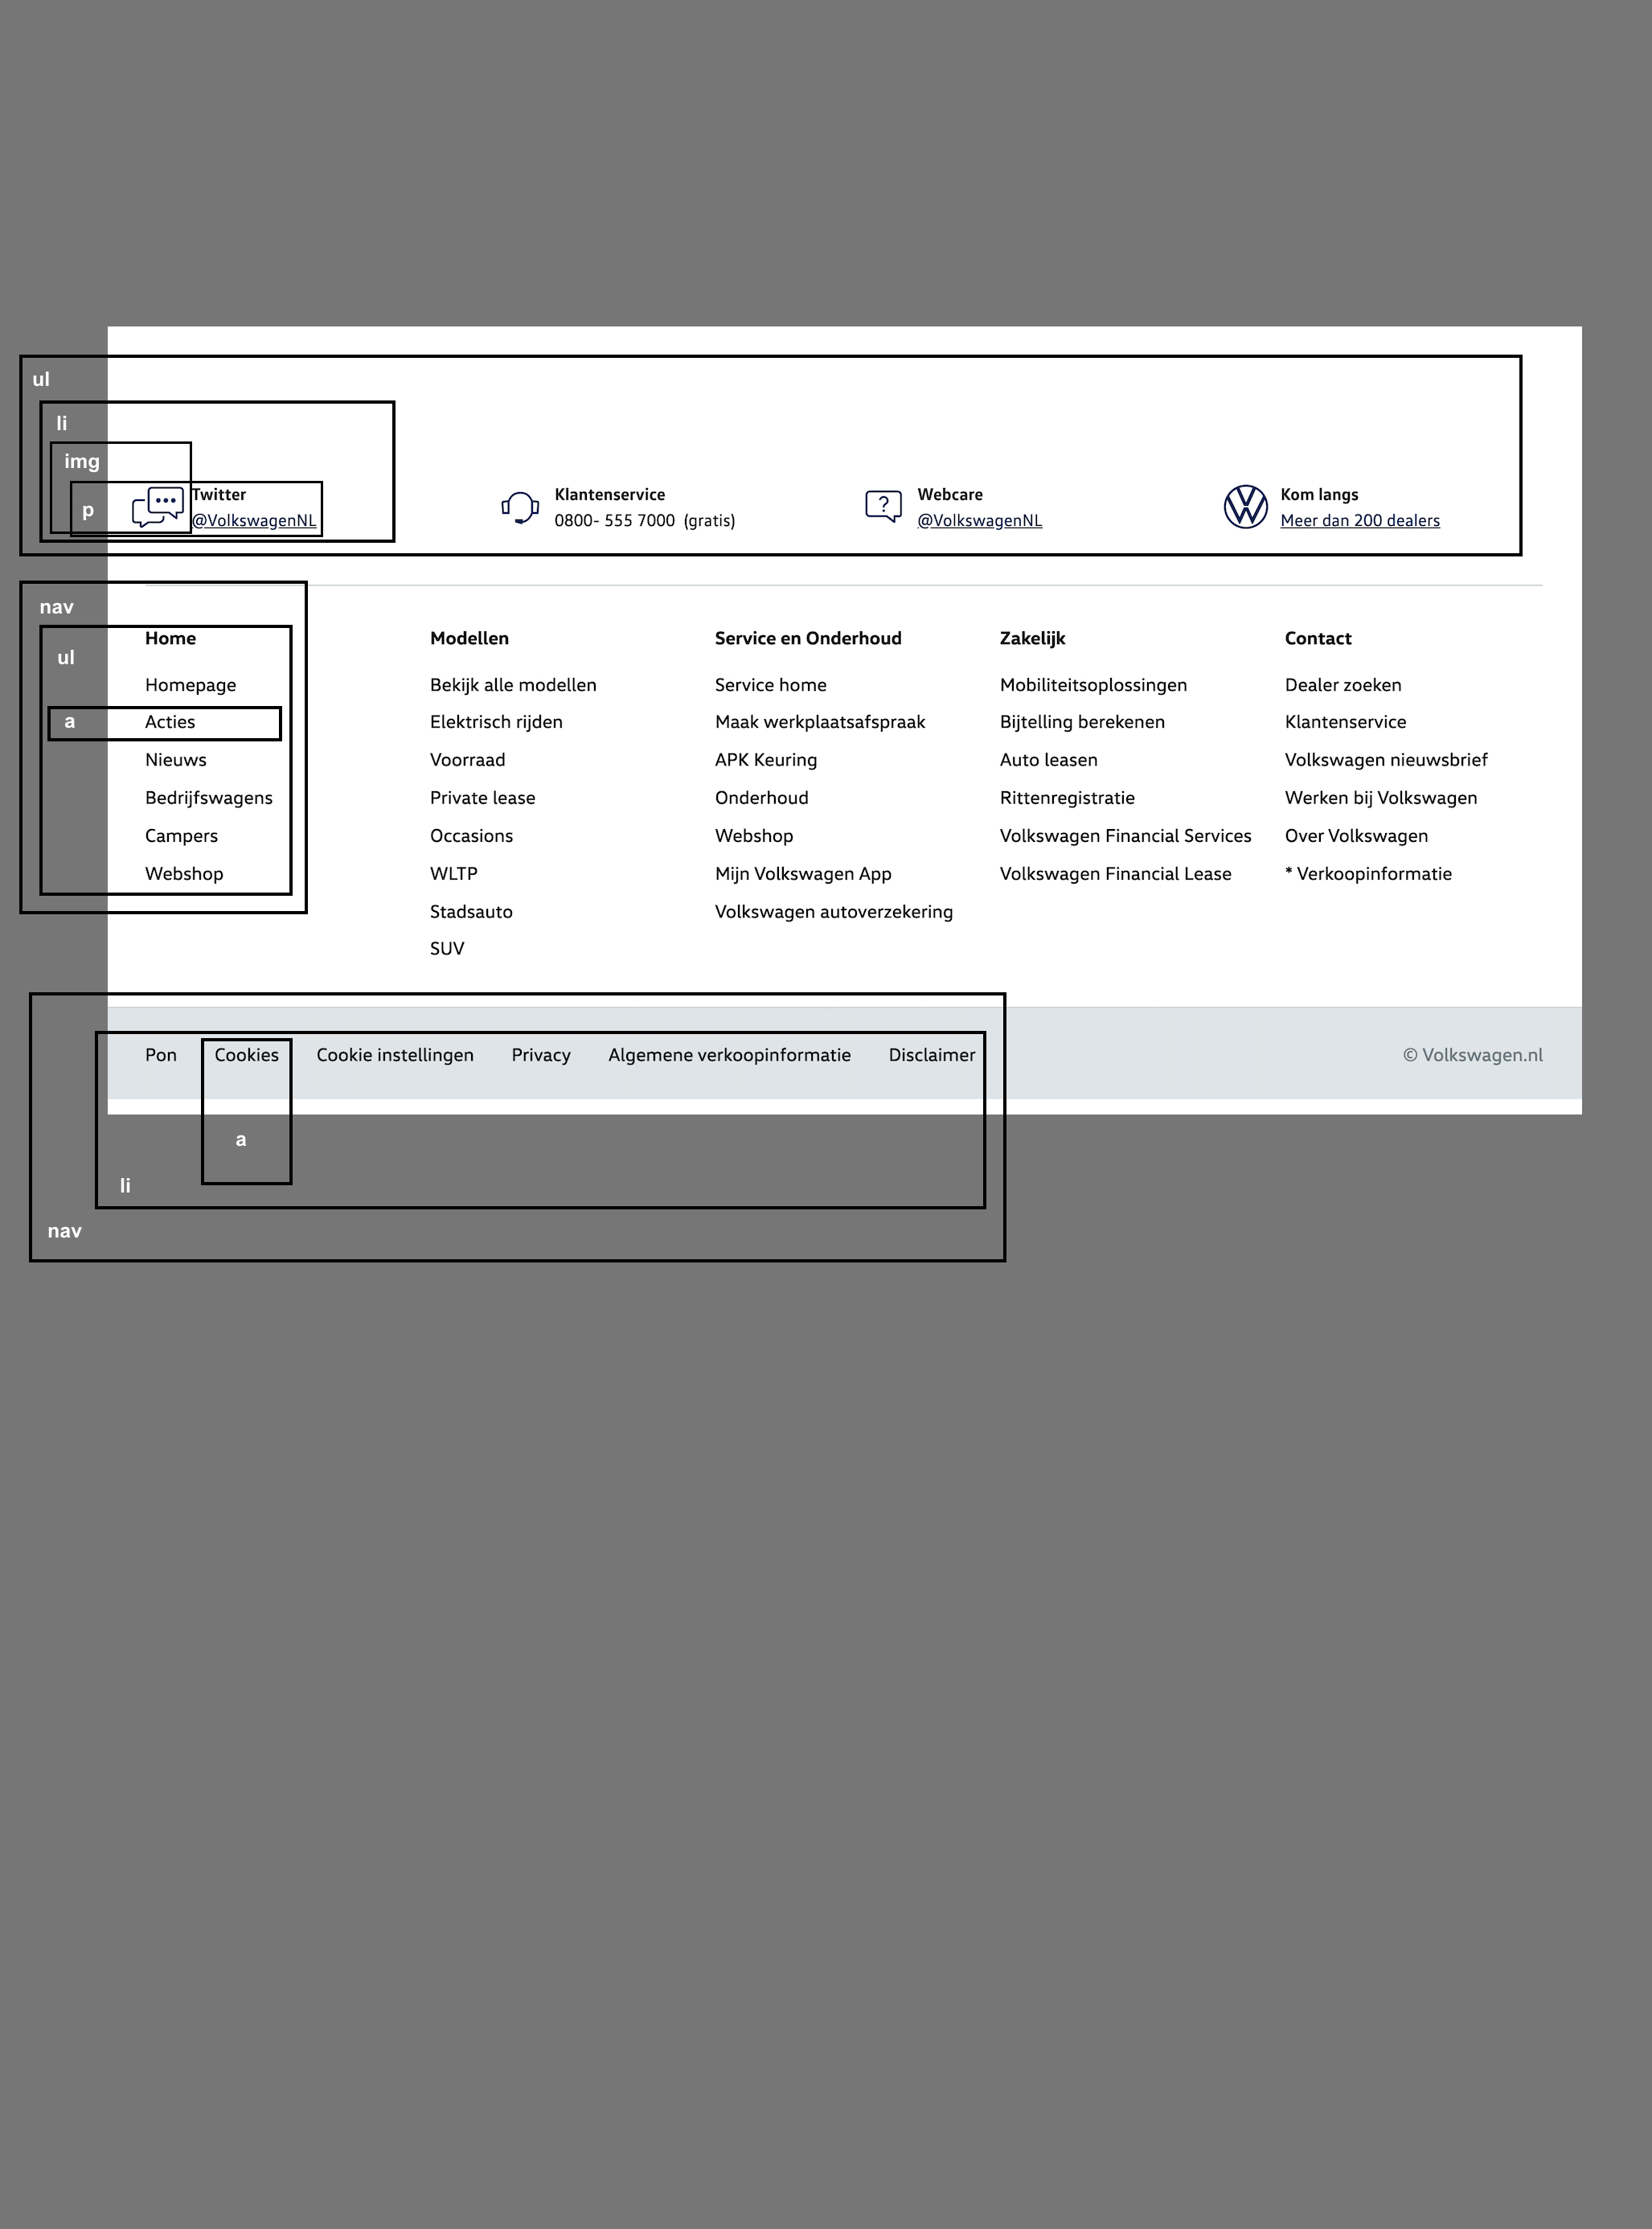 ul
li
img
p
Twitter
@VolkswagenNL
Klantenservice
0800- 555 7000 (gratis)
Webcare
@VolkswagenNL
Kom langs
Meer dan 200 dealers
nav
ul
a
Home
Homepage
Acties
Nieuws
Bedrijfswagens
Campers
Webshop
Modellen
Bekijk alle modellen
Elektrisch rijden
Voorraad
Private lease
Occasions
WLTP
Stadsauto
SUV
Service en Onderhoud
Service home
Maak werkplaatsafspraak
APK Keuring
Onderhoud
Webshop
Mijn Volkswagen App
Volkswagen autoverzekering
Zakelijk
Mobiliteitsoplossingen
Bijtelling berekenen
Auto leasen
Rittenregistratie
Volkswagen Financial Services
Volkswagen Financial Lease
Contact
Dealer zoeken
Klantenservice
Volkswagen nieuwsbrief
Werken bij Volkswagen
Over Volkswagen
* Verkoopinformatie
Pon Cookies Cookie instellingen Privacy Algemene verkoopinformatie Disclaimer © Volkswagen.nl
a
li
nav